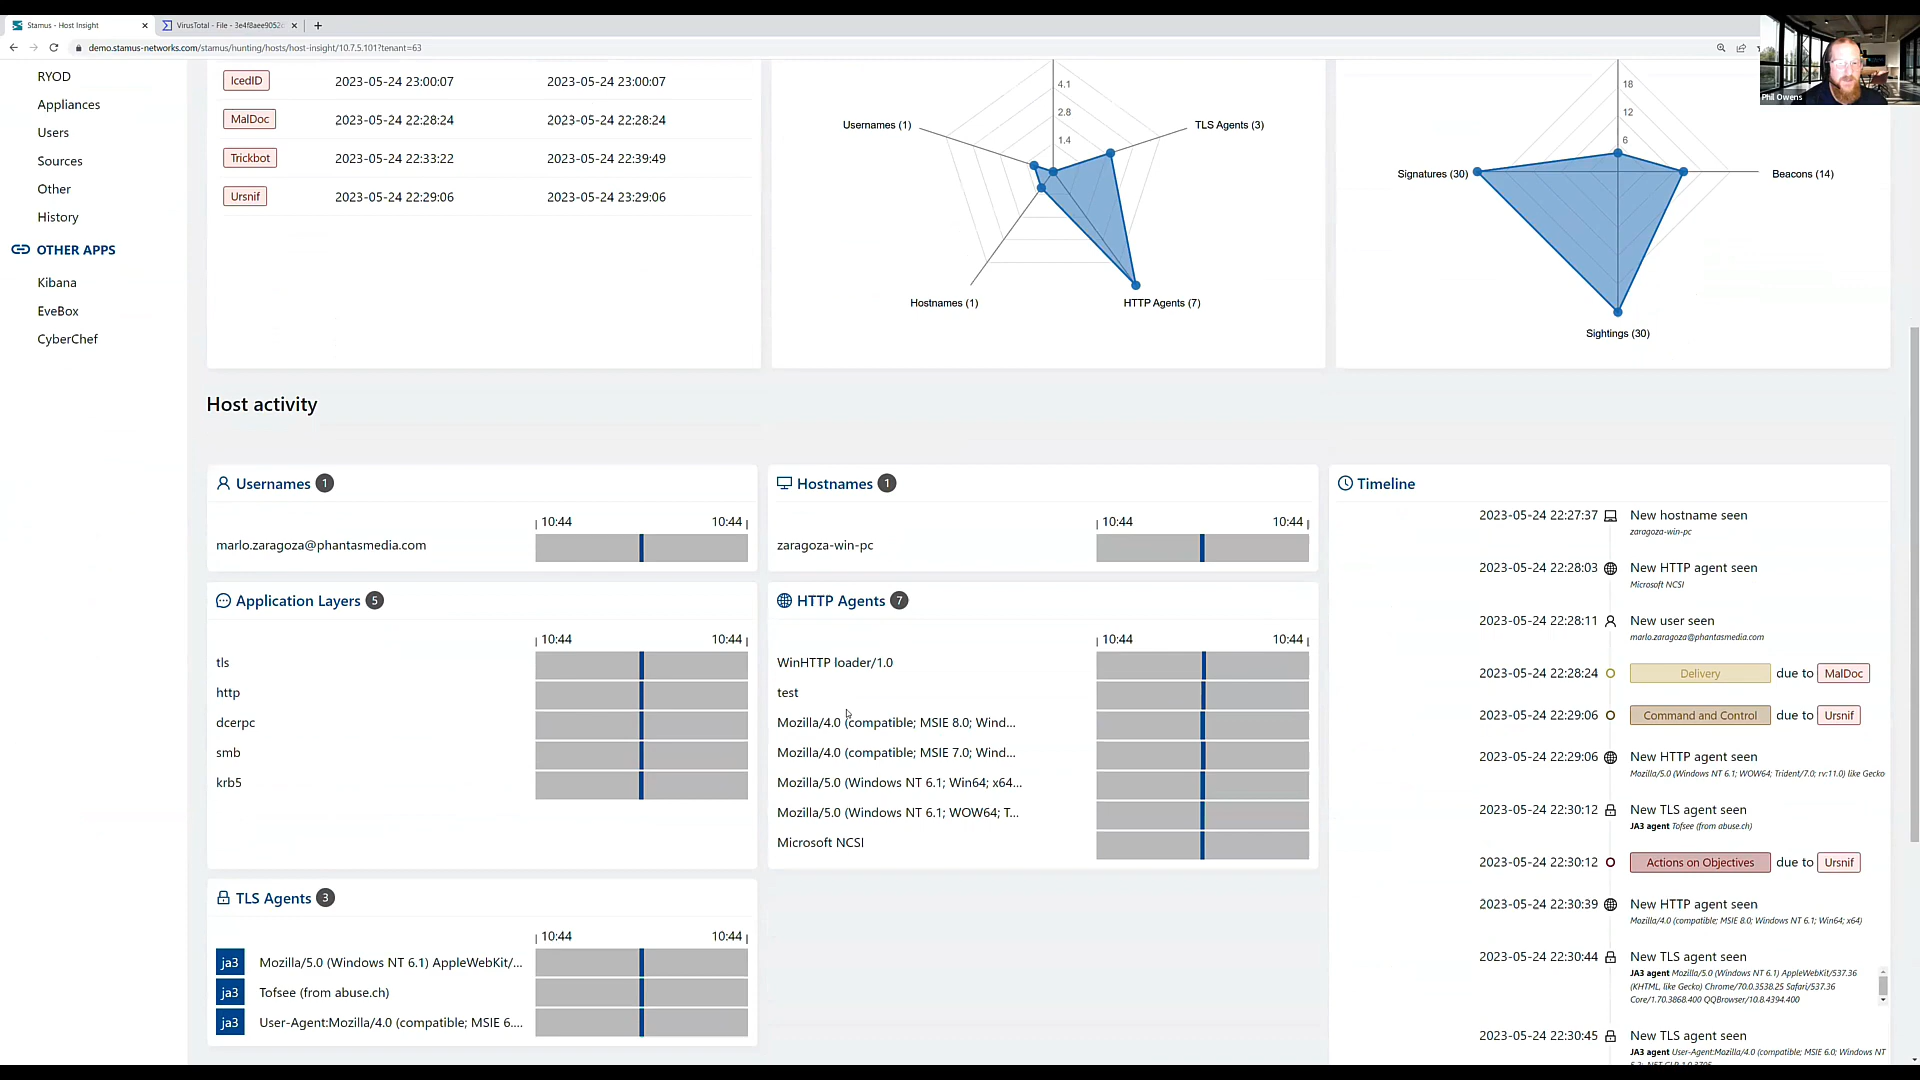 Stamus - Host Insight
VirusTotal - File - 3e4f8aee9052
demo.stamus-networks.com/stamus/hunting/hosts/host-insight/10.7.5.101?tenant=63
Phil Owens
RYOD
Appliances
Users
Sources
Other
History
OTHER APPS
Kibana
EveBox
CyberChef
IcedID 2023-05-24 23:00:07 2023-05-24 23:00:07
MalDoc 2023-05-24 22:28:24 2023-05-24 22:28:24
Trickbot 2023-05-24 22:33:22 2023-05-24 22:39:49
Ursnif 2023-05-24 22:29:06 2023-05-24 23:29:06
4.1
2.8
1.4
Usernames (1)
TLS Agents (3)
Hostnames (1)
HTTP Agents (7)
18
12
6
Signatures (30)
Beacons (14)
Sightings (30)
Host activity
Usernames 1
10:44 10:44
marlo.zaragoza@phantasmedia.com
Hostnames 1
10:44 10:44
zaragoza-win-pc
Application Layers 5
10:44 10:44
tls
http
dcerpc
smb
krb5
HTTP Agents 7
10:44 10:44
WinHTTP loader/1.0
test
Mozilla/4.0 (compatible; MSIE 8.0; Wind...
Mozilla/4.0 (compatible; MSIE 7.0; Wind...
Mozilla/5.0 (Windows NT 6.1; Win64; x64...
Mozilla/5.0 (Windows NT 6.1; WOW64; T...
Microsoft NCSI
TLS Agents 3
10:44 10:44
ja3 Mozilla/5.0 (Windows NT 6.1) AppleWebKit/...
ja3 Tofsee (from abuse.ch)
ja3 User-Agent:Mozilla/4.0 (compatible; MSIE 6....
Timeline
2023-05-24 22:27:37 New hostname seen
zaragoza-win-pc
2023-05-24 22:28:03 New HTTP agent seen
Microsoft NCSI
2023-05-24 22:28:11 New user seen
marlo.zaragoza@phantasmedia.com
2023-05-24 22:28:24 Delivery due to MalDoc
2023-05-24 22:29:06 Command and Control due to Ursnif
2023-05-24 22:29:06 New HTTP agent seen
Mozilla/5.0 (Windows NT 6.1; WOW64; Trident/7.0; rv:11.0) like Gecko
2023-05-24 22:30:12 New TLS agent seen
JA3 agent Tofsee (from abuse.ch)
2023-05-24 22:30:12 Actions on Objectives due to Ursnif
2023-05-24 22:30:39 New HTTP agent seen
Mozilla/4.0 (compatible; MSIE 8.0; Windows NT 6.1; Win64; x64)
2023-05-24 22:30:44 New TLS agent seen
JA3 agent Mozilla/5.0 (Windows NT 6.1) AppleWebKit/537.36
(KHTML, like Gecko) Chrome/70.0.3538.25 Safari/537.36
Core/1.70.3868.400 QQBrowser/10.8.4394.400
2023-05-24 22:30:45 New TLS agent seen
JA3 agent User-Agent:Mozilla/4.0 (compatible; MSIE 6.0; Windows NT